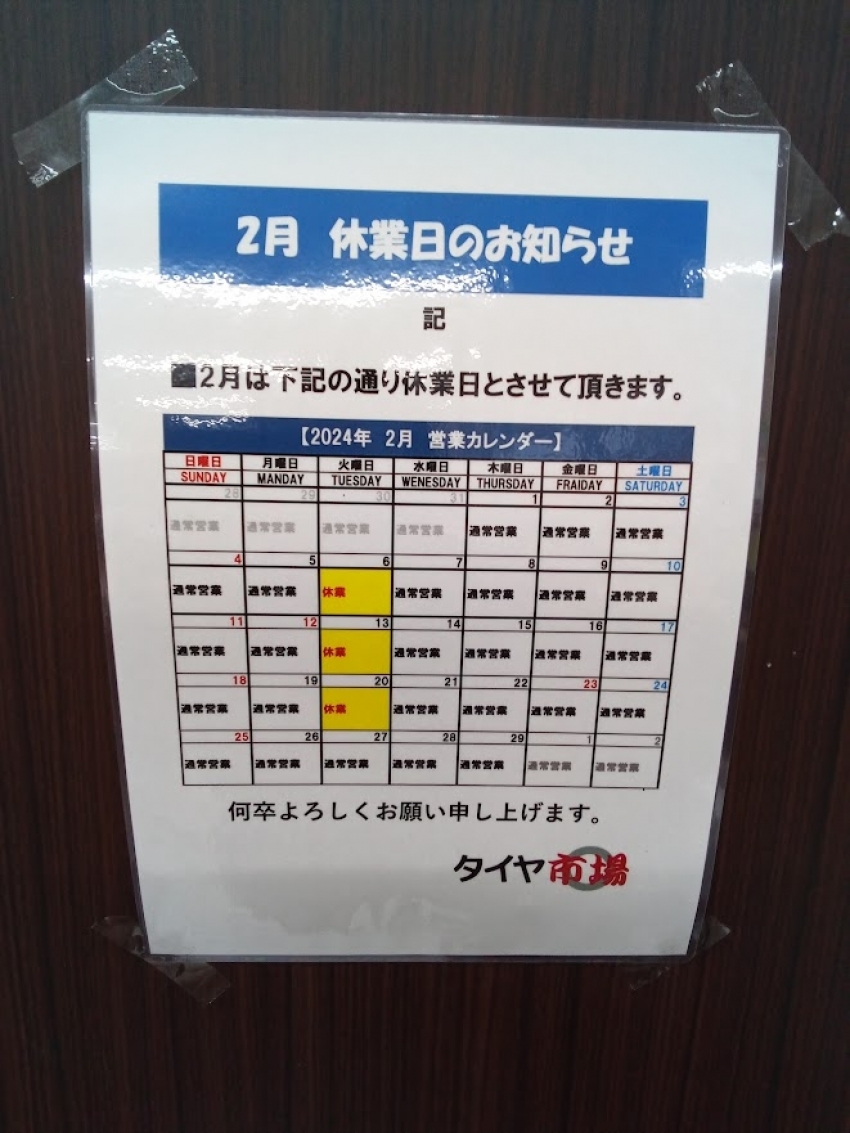 2月 休業日のお知らせ
記
■2月は下記の通り休業日とさせて頂きます。
【2024年 2月 営業カレンダー】
日曜日 月曜日 火曜日 水曜日 木曜日 金曜日 土曜日
SUNDAY MANDAY TUESDAY WENESDAY THURSDAY FRAIDAY SATURDAY
28 29 30 31 1 2 3
通常営業 通常営業 通常営業 通常営業 通常営業 通常営業 通常営業
4 5 6 7 8 9 10
通常営業 通常営業 休業 通常営業 通常営業 通常営業 通常営業
11 12 13 14 15 16 17
通常営業 通常営業 休業 通常営業 通常営業 通常営業 通常営業
18 19 20 21 22 23 24
通常営業 通常営業 休業 通常営業 通常営業 通常営業 通常営業
25 26 27 28 29 1 2
通常営業 通常営業 通常営業 通常営業 通常営業 通常営業 通常営業
何卒よろしくお願い申し上げます。
タイヤ市場